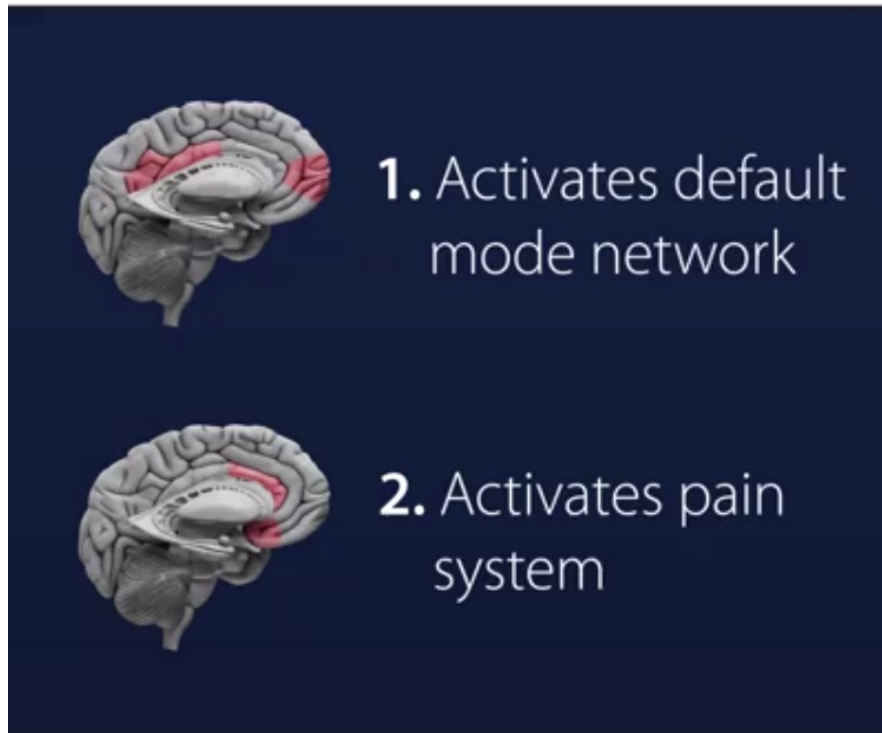 1. Activates default
mode network
2. Activates pain
system